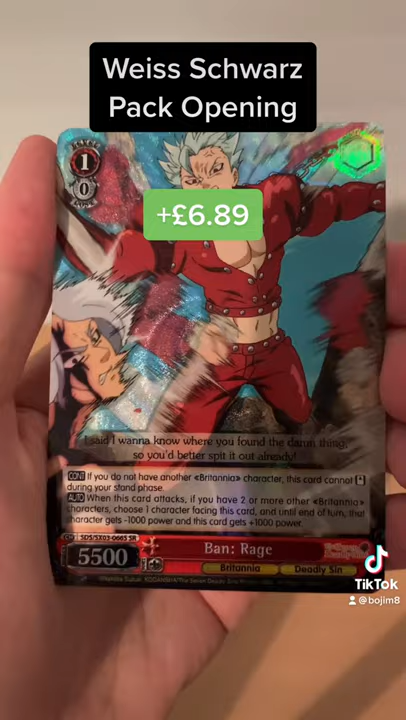 Weiss Schwarz
Pack Opening
1
0
+£6.89
I said I wanna know where you found the damn thing,
so you'd better spit it out already!
CONT If you do not have another «Britannia» character, this card cannot
during your stand phase.
AUTO When this card attacks, if you have 2 or more other «Britannia»
characters, choose 1 character facing this card, and until end of turn, that
character gets -1000 power and this card gets +1000 power.
CH SDS/SX03-066S SR
5500
Ban: Rage
Britannia
Deadly Sin
TikTok
@bojim8